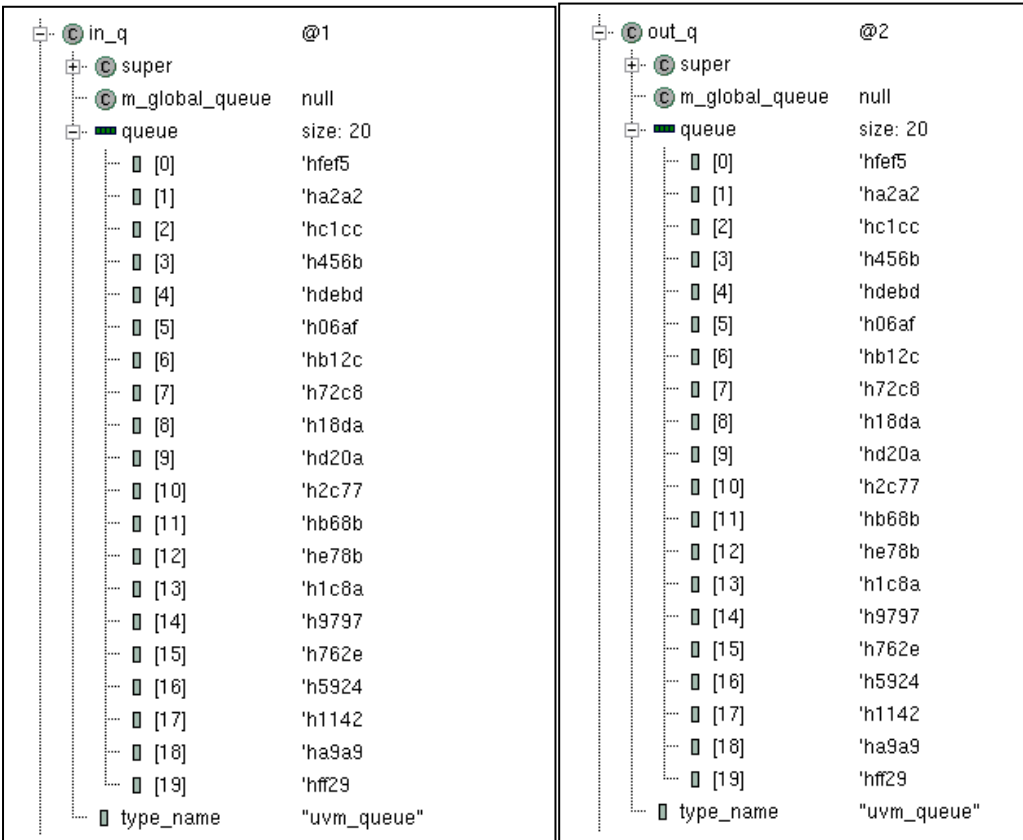 in_q @1
super
m_global_queue null
queue size: 20
[0] 'hfef5
[1] 'ha2a2
[2] 'hc1cc
[3] 'h456b
[4] 'hdebd
[5] 'h06af
[6] 'hb12c
[7] 'h72c8
[8] 'h18da
[9] 'hd20a
[10] 'h2c77
[11] 'hb68b
[12] 'he78b
[13] 'h1c8a
[14] 'h9797
[15] 'h762e
[16] 'h5924
[17] 'h1142
[18] 'ha9a9
[19] 'hff29
type_name "uvm_queue"
out_q @2
super
m_global_queue null
queue size: 20
[0] 'hfef5
[1] 'ha2a2
[2] 'hc1cc
[3] 'h456b
[4] 'hdebd
[5] 'h06af
[6] 'hb12c
[7] 'h72c8
[8] 'h18da
[9] 'hd20a
[10] 'h2c77
[11] 'hb68b
[12] 'he78b
[13] 'h1c8a
[14] 'h9797
[15] 'h762e
[16] 'h5924
[17] 'h1142
[18] 'ha9a9
[19] 'hff29
type_name "uvm_queue"